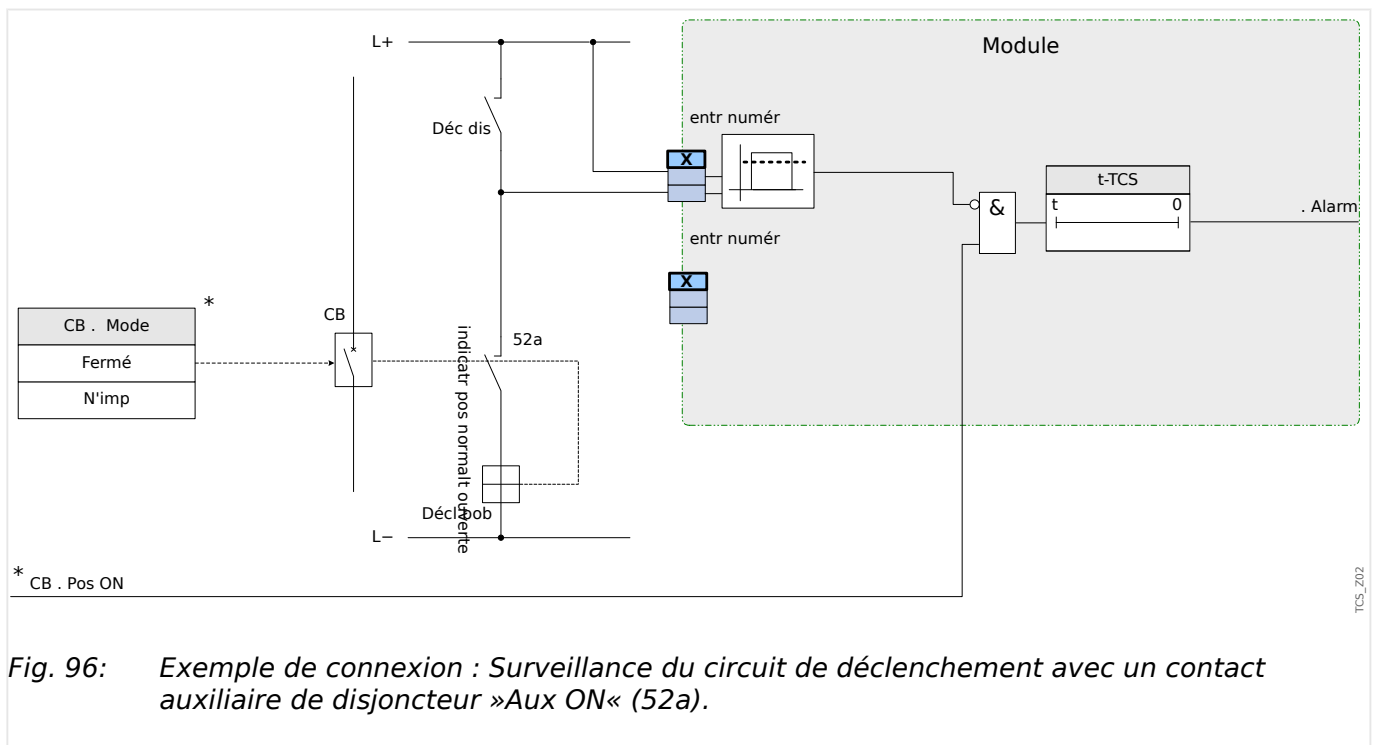 L+
Module
entr numér
Déc dis
X
t-TCS
&
t
0
. Alarm
entr numér
X
*
CB
CB . Mode
52a
Fermé
N'imp
indicatr pos normalt ouverte
Décl bob
L−
*
CB . Pos ON
TCS_Z02
Fig. 96: Exemple de connexion : Surveillance du circuit de déclenchement avec un contact
auxiliaire de disjoncteur »Aux ON« (52a).